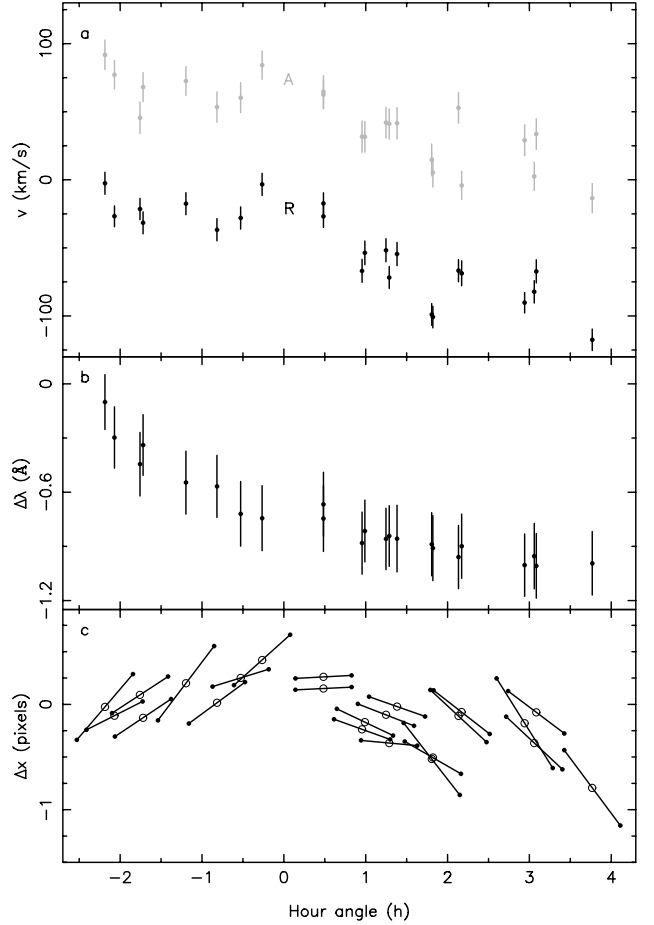 a
100
A
v (km/s)
0
R
−100
b
0
Δλ (Å)
−0.6
−1.2
c
Δx (pixels)
0
−1
−2 −1 0 1 2 3 4
Hour angle (h)